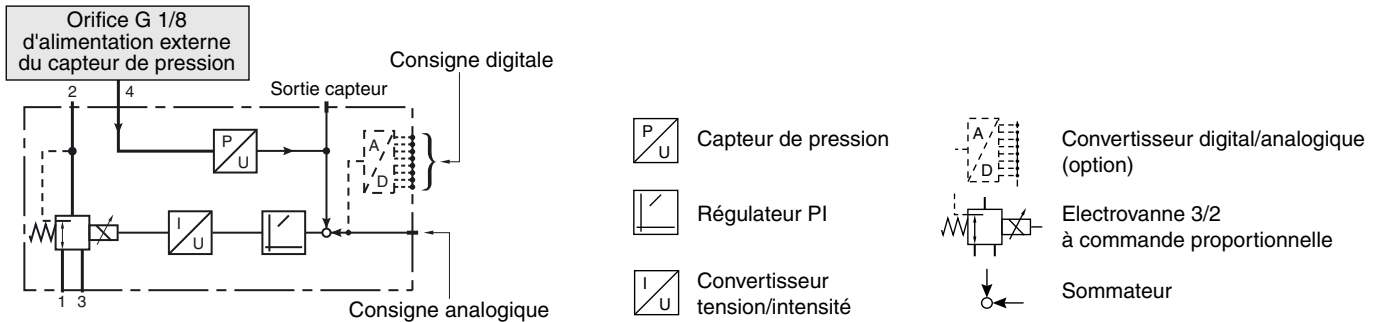 Orifice G 1/8
d'alimentation externe
du capteur de pression
2
4
Sortie capteur
Consigne digitale
P
U
A
D
I
U
1
3
Consigne analogique
P
U
Capteur de pression
Régulateur PI
I
U
Convertisseur
tension/intensité
A
D
Convertisseur digital/analogique
(option)
Electrovanne 3/2
à commande proportionnelle
Sommateur